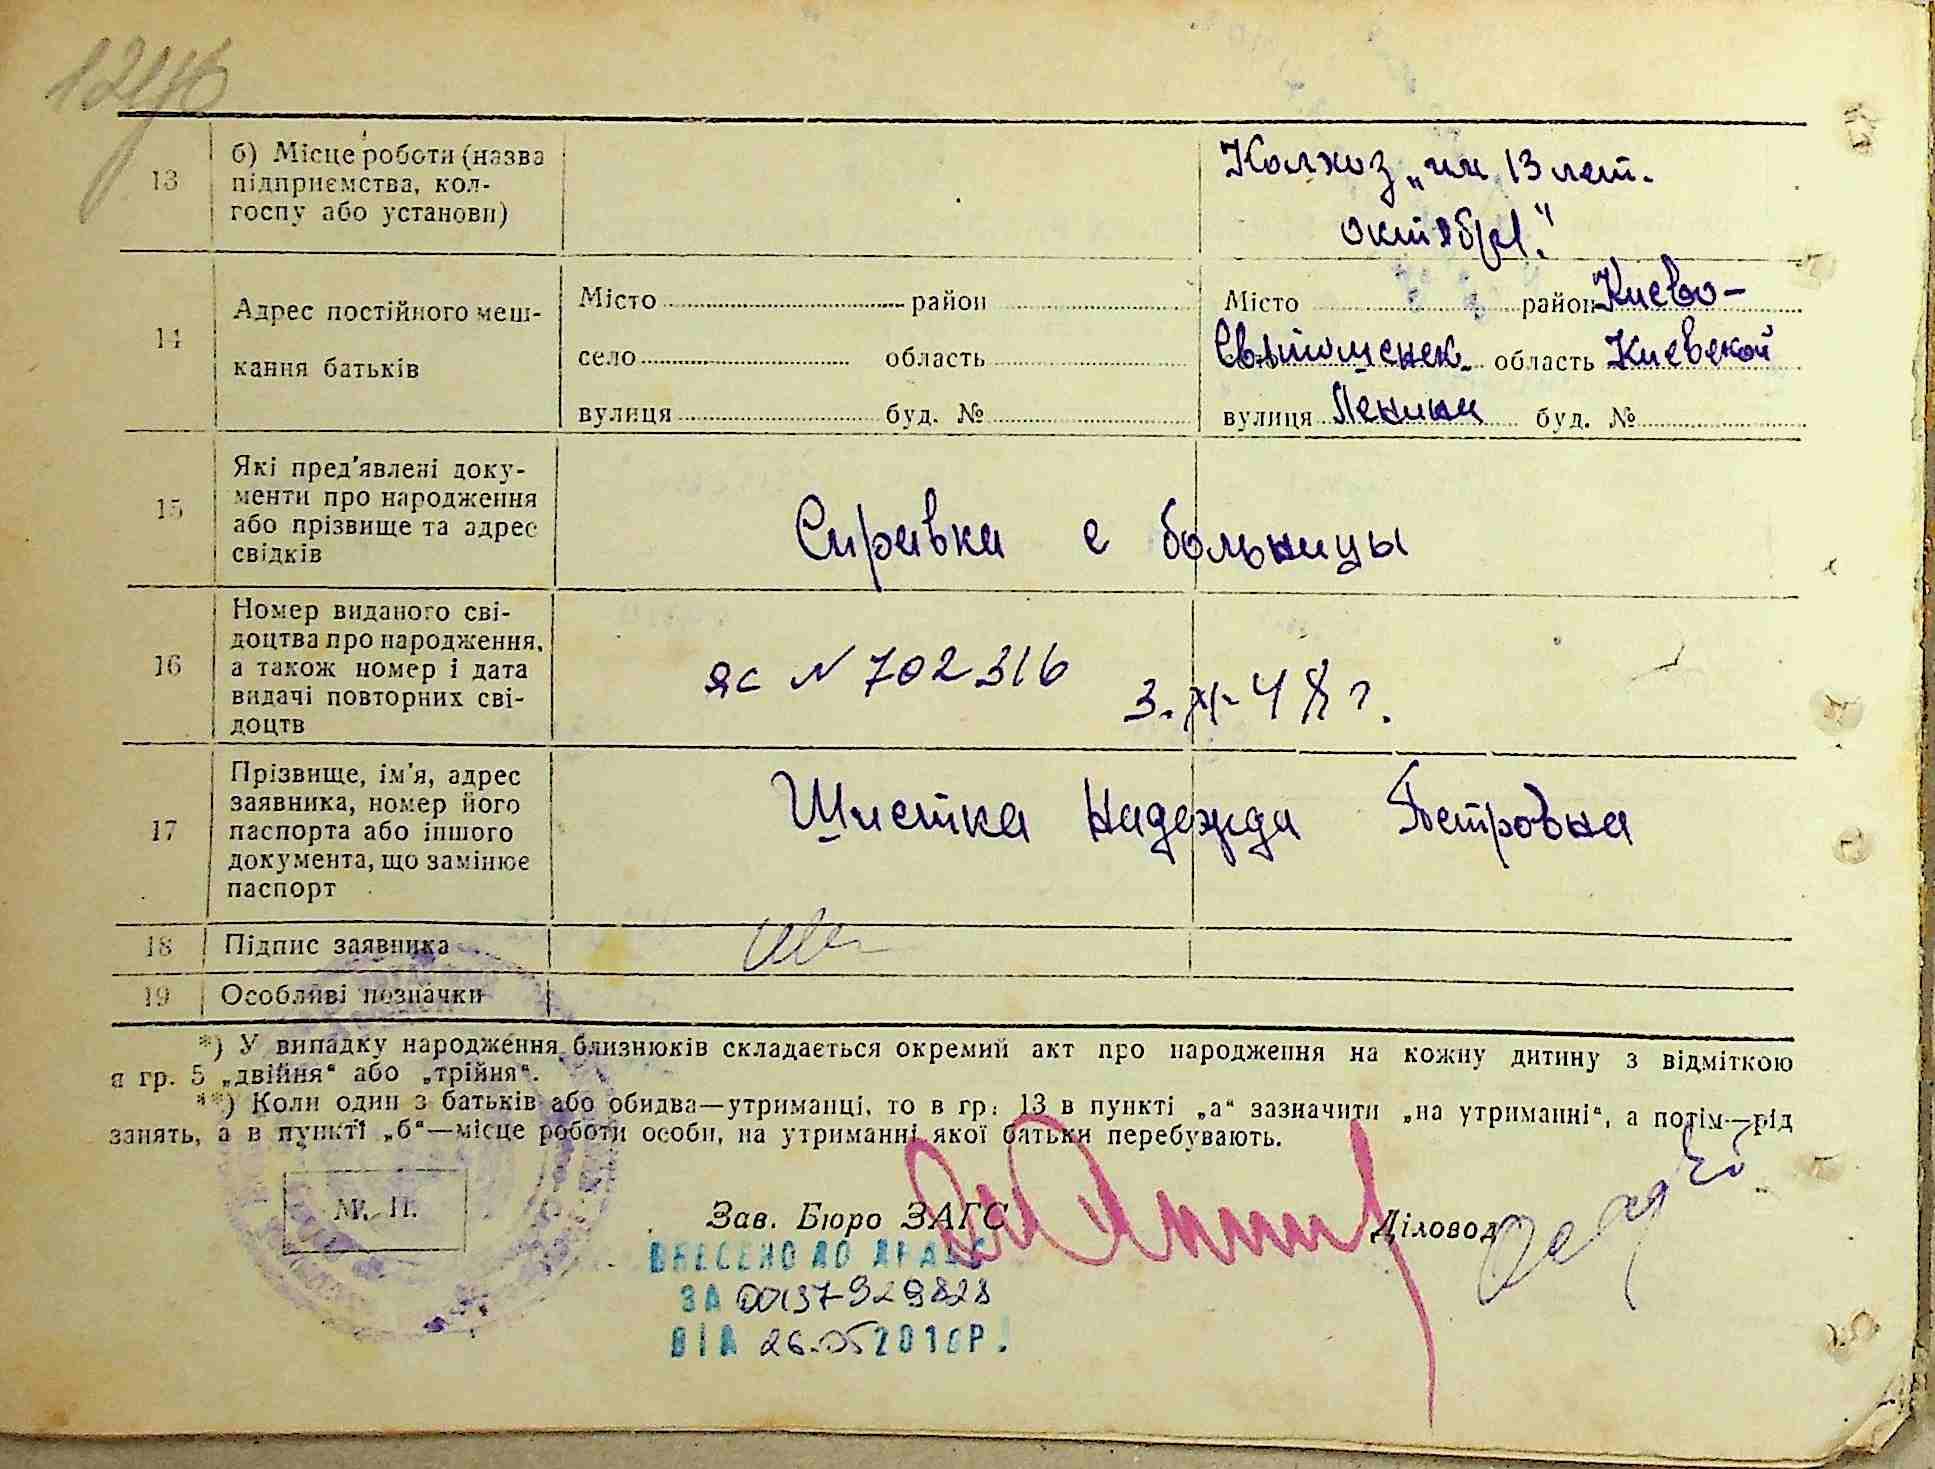 13
б) Місце роботи (назва
підприємства, кол-
госпу або установи)
Колхоз „им 13 лет.
октября."
14
Адрес постійного меш-
кання батьків
Місто район
село область
вулиця буд. №
Місто район Киево-
Святошенск. область Киевской
вулиця Ленина буд. №
15
Які пред'явлені доку-
менти про народження
або прізвище та адрес
свідків
Справка с больницы
16
Номер виданого сві-
доцтва про народження,
а також номер і дата
видачі повторних сві-
доцтв
ЯС N 702316 3. 48 г.
17
Прізвище, ім'я, адрес
заявника, номер його
паспорта або іншого
документа, що замінює
паспорт
Надежда Петровна
18
Підпис заявника
19
Особливі позначки
*) У випадку народження близнюків складається окремий акт про народження на кожну дитину з відміткою
в гр. 5 „двійня“ або „трійня“.
**) Коли один з батьків або обидва—утриманці, то в гр. 13 в пункті „а“ зазначити „на утриманні“, а потім—рід
занять, а в пункті „б“—місце роботи особи, на утриманні якої батьки перебувають.
М. П.
Зав. Бюро ЗАГС
Діловод
ВНЕСЕНО ДО ДРАЦС
ЗА 00137929828
ВІД 26.05 2010 Р.